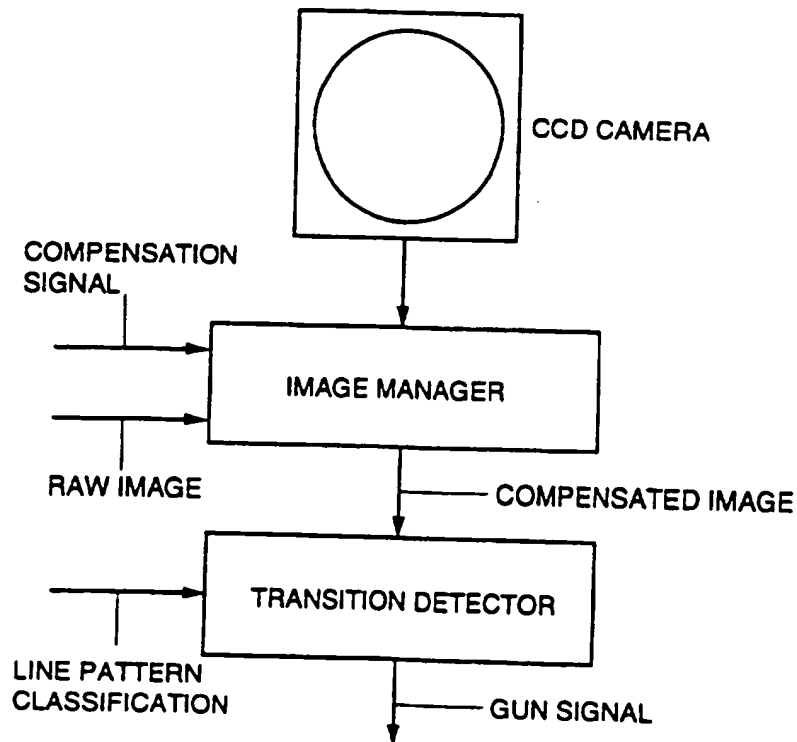 CCD CAMERA
COMPENSATION
SIGNAL
IMAGE MANAGER
RAW IMAGE
COMPENSATED IMAGE
TRANSITION DETECTOR
LINE PATTERN
CLASSIFICATION
GUN SIGNAL